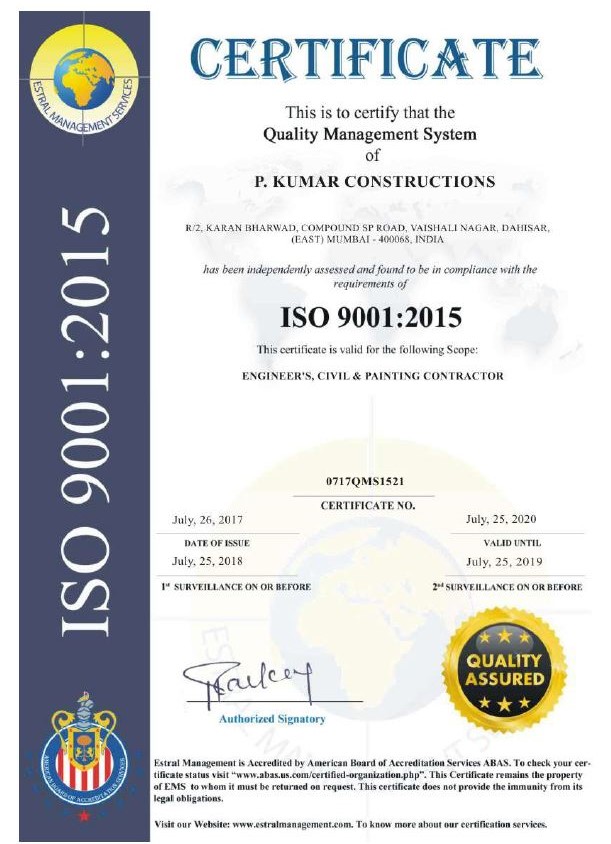 ESTRAL MANAGEMENT SERVICES
ISO 9001:2015
CERTIFICATE
This is to certify that the
Quality Management System
of
P. KUMAR CONSTRUCTIONS
R/2, KARAN BHARWAD, COMPOUND SP ROAD, VAISHALI NAGAR, DAHISAR,
(EAST) MUMBAI - 400068, INDIA
has been independently assessed and found to be in compliance with the
requirements of
ISO 9001:2015
This certificate is valid for the following Scope:
ENGINEER'S, CIVIL & PAINTING CONTRACTOR
0717QMS1521
CERTIFICATE NO.
July, 26, 2017
DATE OF ISSUE
July, 25, 2020
VALID UNTIL
July, 25, 2018
1st SURVEILLANCE ON OR BEFORE
July, 25, 2019
2nd SURVEILLANCE ON OR BEFORE
QUALITY
ASSURED
Authorized Signatory
AMERICAN BOARD OF ACCREDITATION SERVICES
Estral Management is Accredited by American Board of Accreditation Services ABAS. To check your cer-
tificate status visit "www.abas.us.com/certified-organization.php". This Certificate remains the property
of EMS to whom it must be returned on request. This certificate does not provide the immunity from its
legal obligations.
Visit our Website: www.estralmanagement.com. To know more about our certification services.